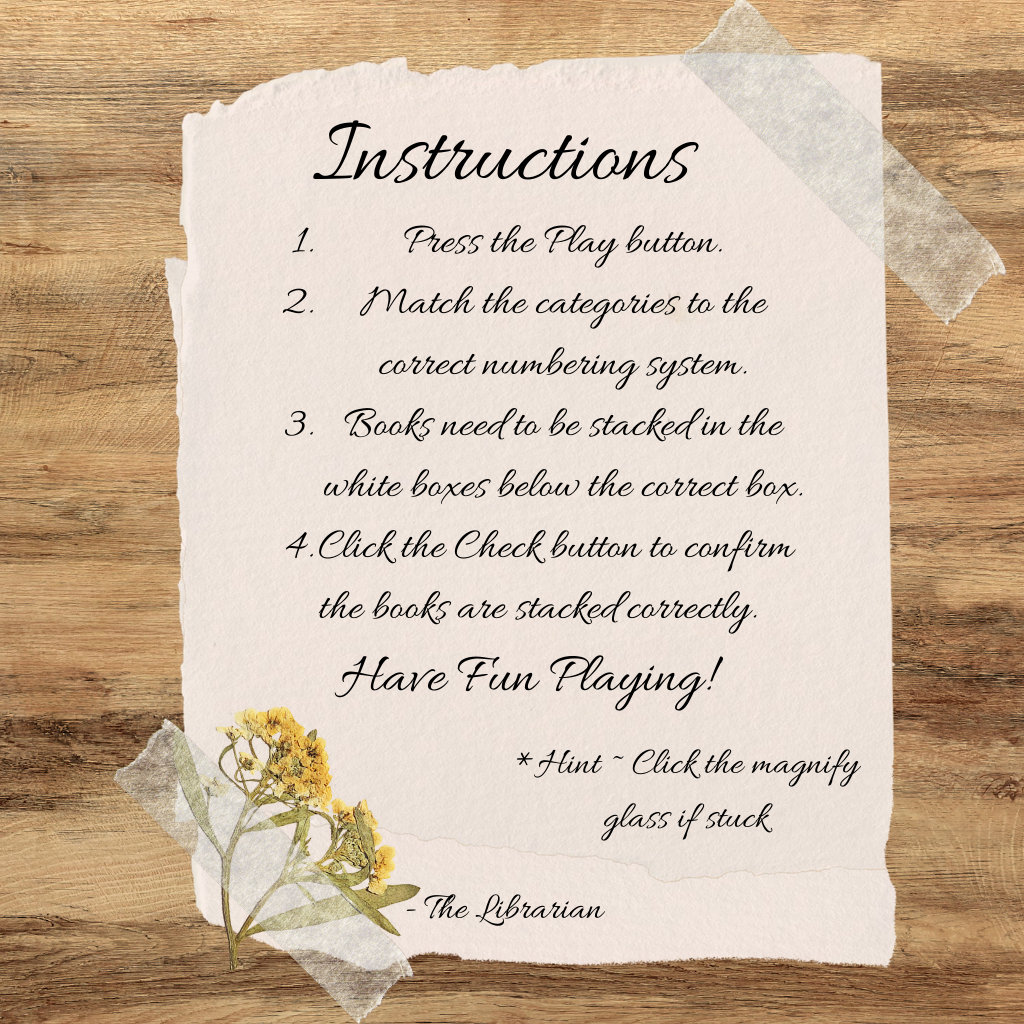 Instructions
1. Press the Play button.
2. Match the categories to the
correct numbering system.
3. Books need to be stacked in the
white boxes below the correct box.
4. Click the Check button to confirm
the books are stacked correctly.
Have Fun Playing!
* Hint ~ Click the magnify
glass if stuck
- The Librarian